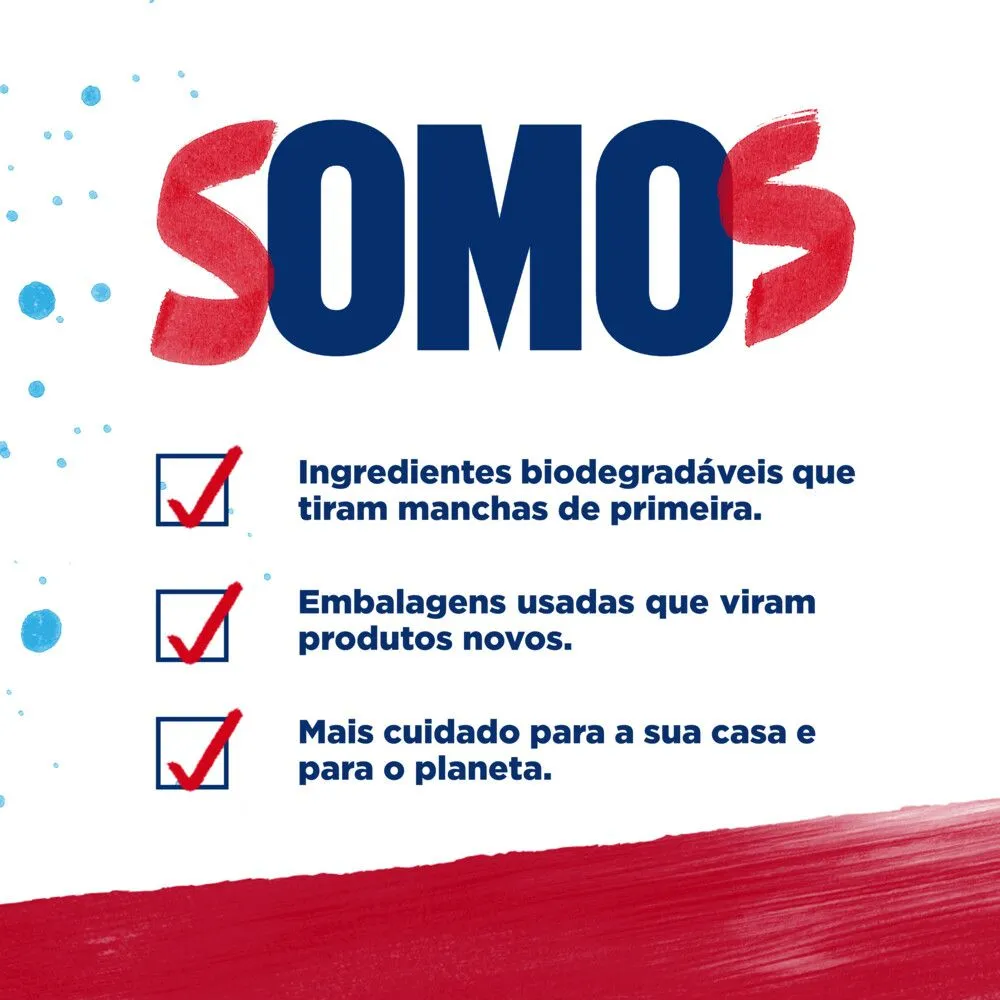 SOMOS
Ingredientes biodegradáveis que
tiram manchas de primeira.
Embalagens usadas que viram
produtos novos.
Mais cuidado para a sua casa e
para o planeta.